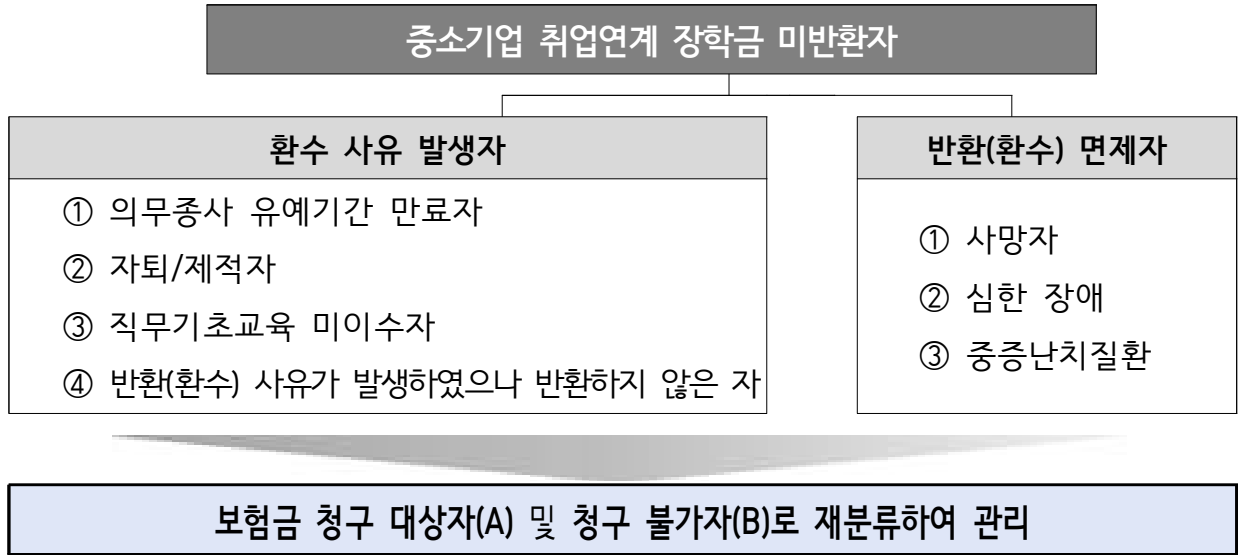 중소기업 취업연계 장학금 미반환자
환수 사유 발생자
① 의무종사 유예기간 만료자
② 자퇴/제적자
③ 직무기초교육 미이수자
④ 반환(환수) 사유가 발생하였으나 반환하지 않은 자
반환(환수) 면제자
① 사망자
② 심한 장애
③ 중증난치질환
보험금 청구 대상자(A) 및 청구 불가자(B)로 재분류하여 관리